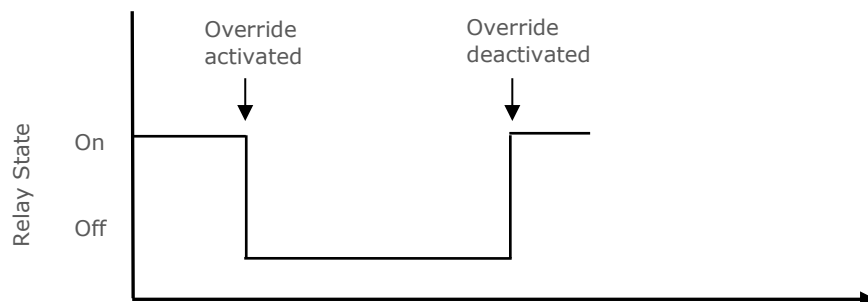 Override
activated
Override
deactivated
Relay State
On
Off